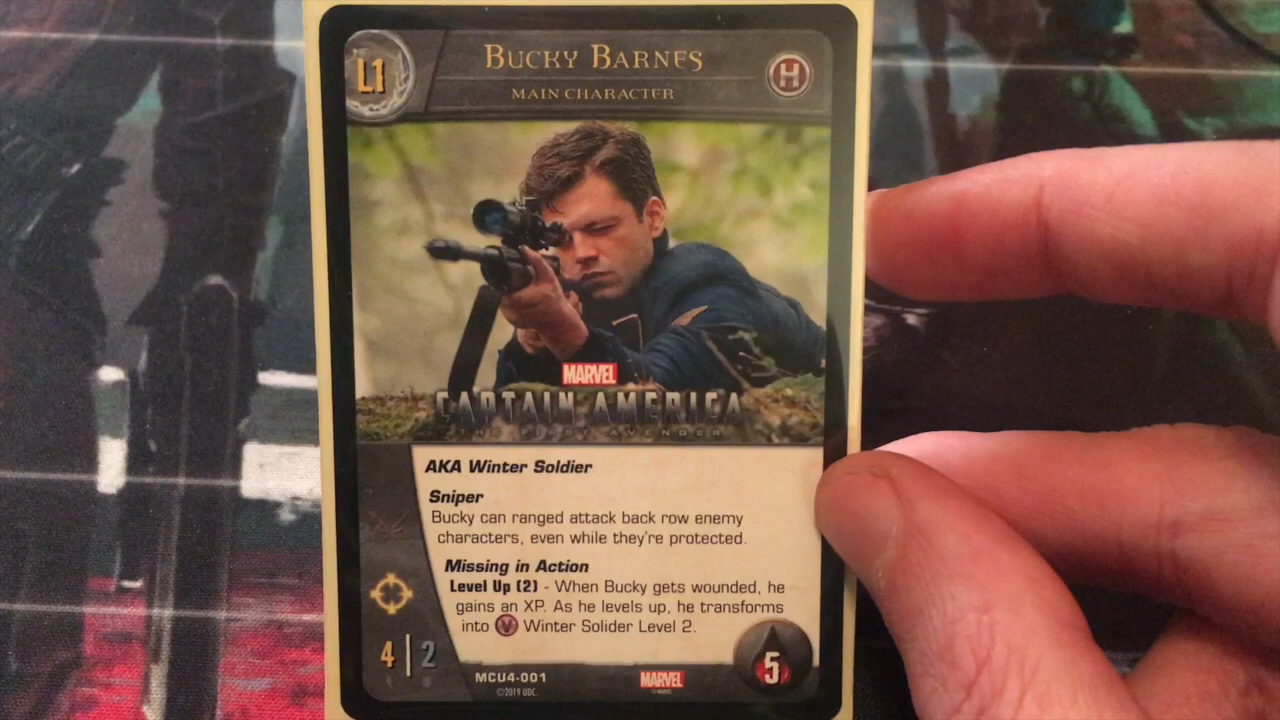 L1
BUCKY BARNES
H
MAIN CHARACTER
MARVEL
CAPTAIN AMERICA
THE FIRST AVENGER
AKA Winter Soldier
Sniper
Bucky can ranged attack back row enemy
characters, even while they're protected.
Missing in Action
Level Up (2) - When Bucky gets wounded, he
gains an XP. As he levels up, he transforms
into V Winter Solider Level 2.
4 | 2
5
MCU4-001
©2019 UDC.
MARVEL